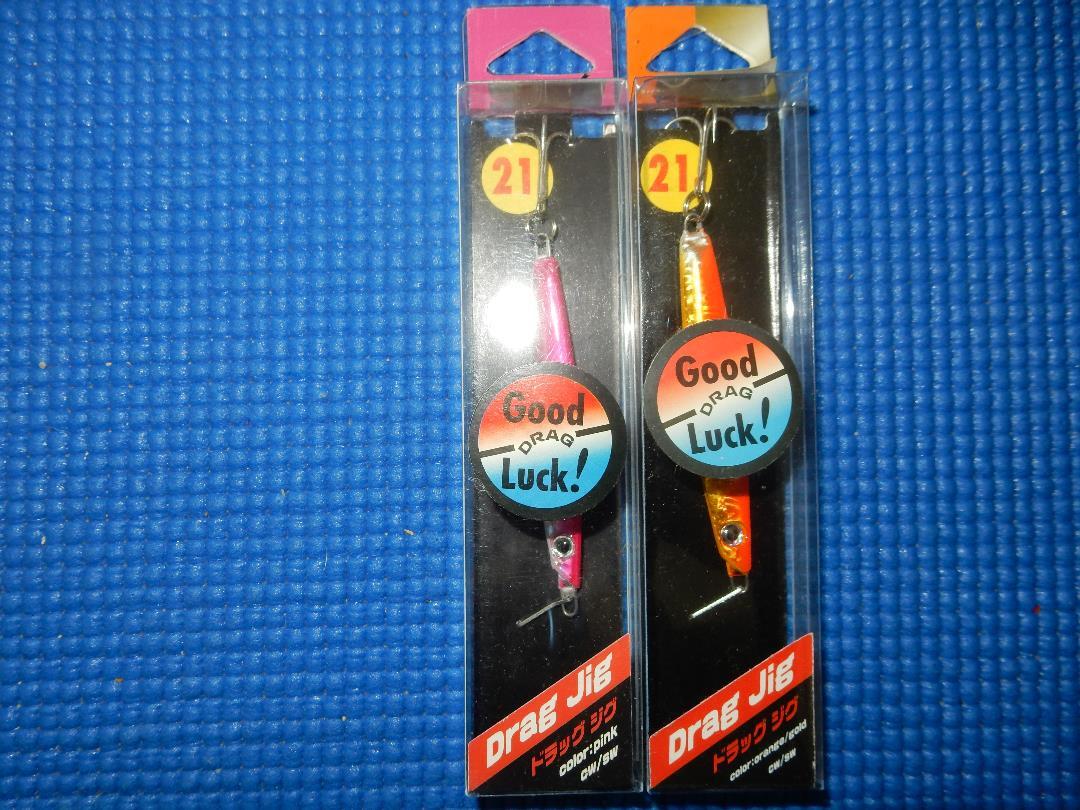 21
Good
DRAG
Luck!
Drag Jig
ドラッグ ジグ
color:pink
cw/sw
21
Good
DRAG
Luck!
Drag Jig
ドラッグ ジグ
color:orange/gold
cw/sw